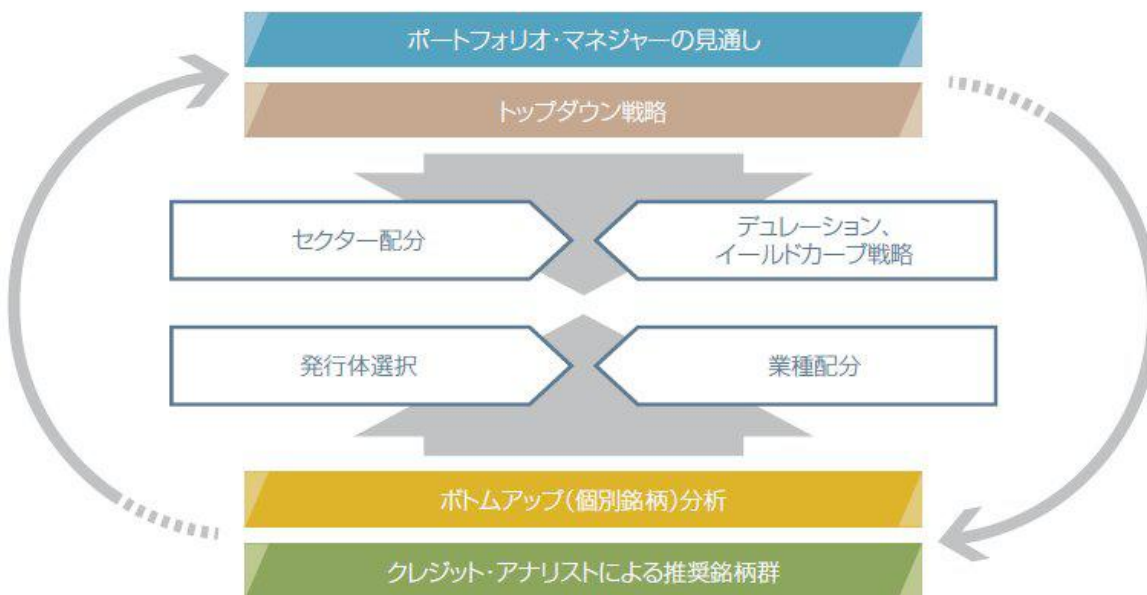 ポートフォリオ・マネジャーの見通し
トップダウン戦略
セクター配分
デュレーション、
イールドカーブ戦略
発行体選択
業種配分
ボトムアップ(個別銘柄)分析
クレジット・アナリストによる推奨銘柄群